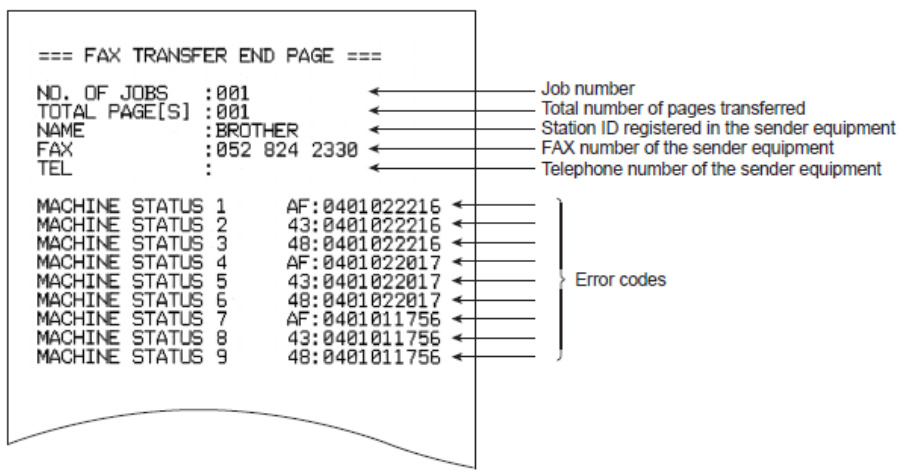 === FAX TRANSFER END PAGE ===
NO. OF JOBS :001 Job number
TOTAL PAGE[S] :001 Total number of pages transferred
NAME :BROTHER Station ID registered in the sender equipment
FAX :052 824 2330 FAX number of the sender equipment
TEL : Telephone number of the sender equipment
MACHINE STATUS 1 AF:0401022216
MACHINE STATUS 2 43:0401022216
MACHINE STATUS 3 48:0401022216
MACHINE STATUS 4 AF:0401022017
MACHINE STATUS 5 43:0401022017 Error codes
MACHINE STATUS 6 48:0401022017
MACHINE STATUS 7 AF:0401011756
MACHINE STATUS 8 43:0401011756
MACHINE STATUS 9 48:0401011756